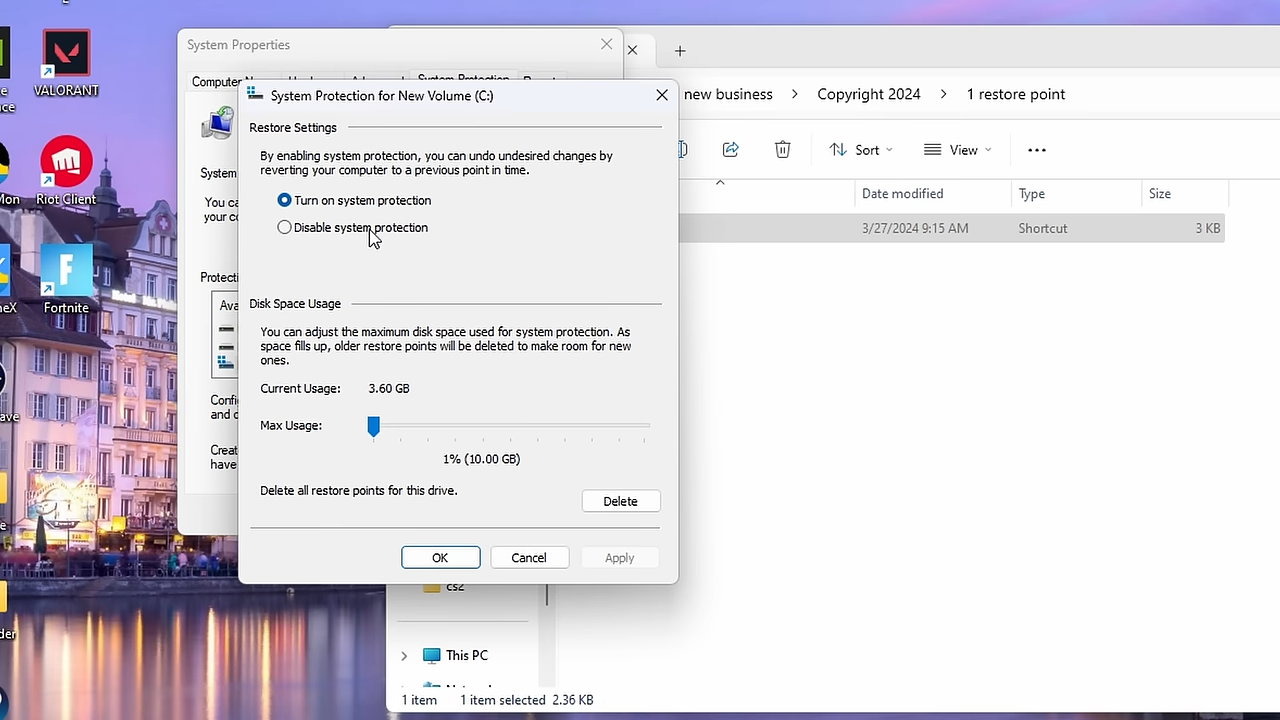 System Properties
System Protection for New Volume (C:)
Restore Settings
By enabling system protection, you can undo undesired changes by
reverting your computer to a previous point in time.
Turn on system protection
Disable system protection
Disk Space Usage
You can adjust the maximum disk space used for system protection. As
space fills up, older restore points will be deleted to make room for new
ones.
Current Usage: 3.60 GB
Max Usage:
1% (10.00 GB)
Delete all restore points for this drive.
Delete
OK Cancel Apply
Computer
System Protection
System
You
your
and
Creat
have
VALORANT
Riot Client
Fortnite
new business > Copyright 2024 > 1 restore point
Sort View
Date modified Type Size
3/27/2024 9:15 AM Shortcut 3 KB
cs2
This PC
1 item 1 item selected 2.36 KB